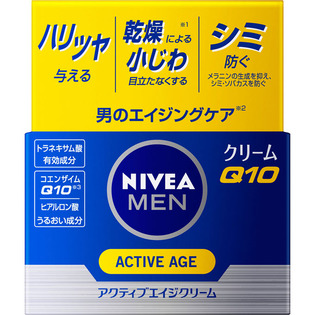 ハリツヤ
与える
乾燥による※1
小じわ
目立たなくする
シミ
防ぐ
メラニンの生成を抑え、
シミ・ソバカスを防ぐ
男のエイジングケア※2
トラネキサム酸
有効成分
コエンザイム
Q10※3
ヒアルロン酸
うるおい成分
NIVEA
MEN
クリーム
Q10
ACTIVE AGE
アクティブエイジクリーム